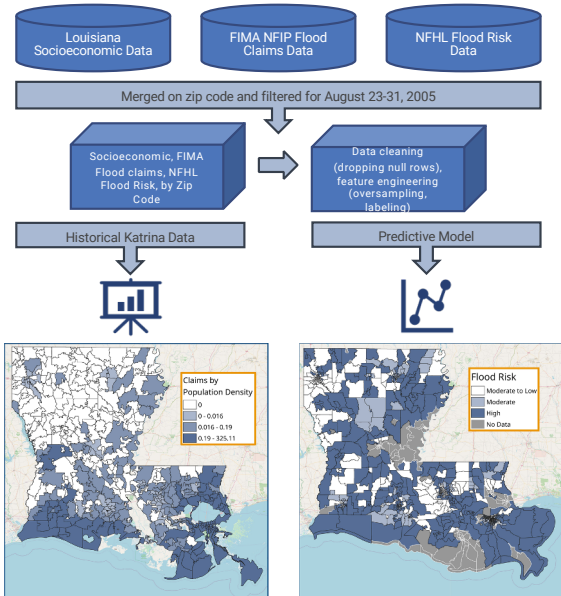 Louisiana
Socioeconomic Data
FIMA NFIP Flood
Claims Data
NFHL Flood Risk
Data
Merged on zip code and filtered for August 23-31, 2005
Socioeconomic, FIMA
Flood claims, NFHL
Flood Risk, by Zip
Code
Data cleaning
(dropping null rows),
feature engineering
(oversampling,
labeling)
Historical Katrina Data
Predictive Model
Claims by
Population Density
0
0 - 0.016
0.016 - 0.19
0.19 - 325,11
Flood Risk
Moderate to Low
Moderate
High
No Data